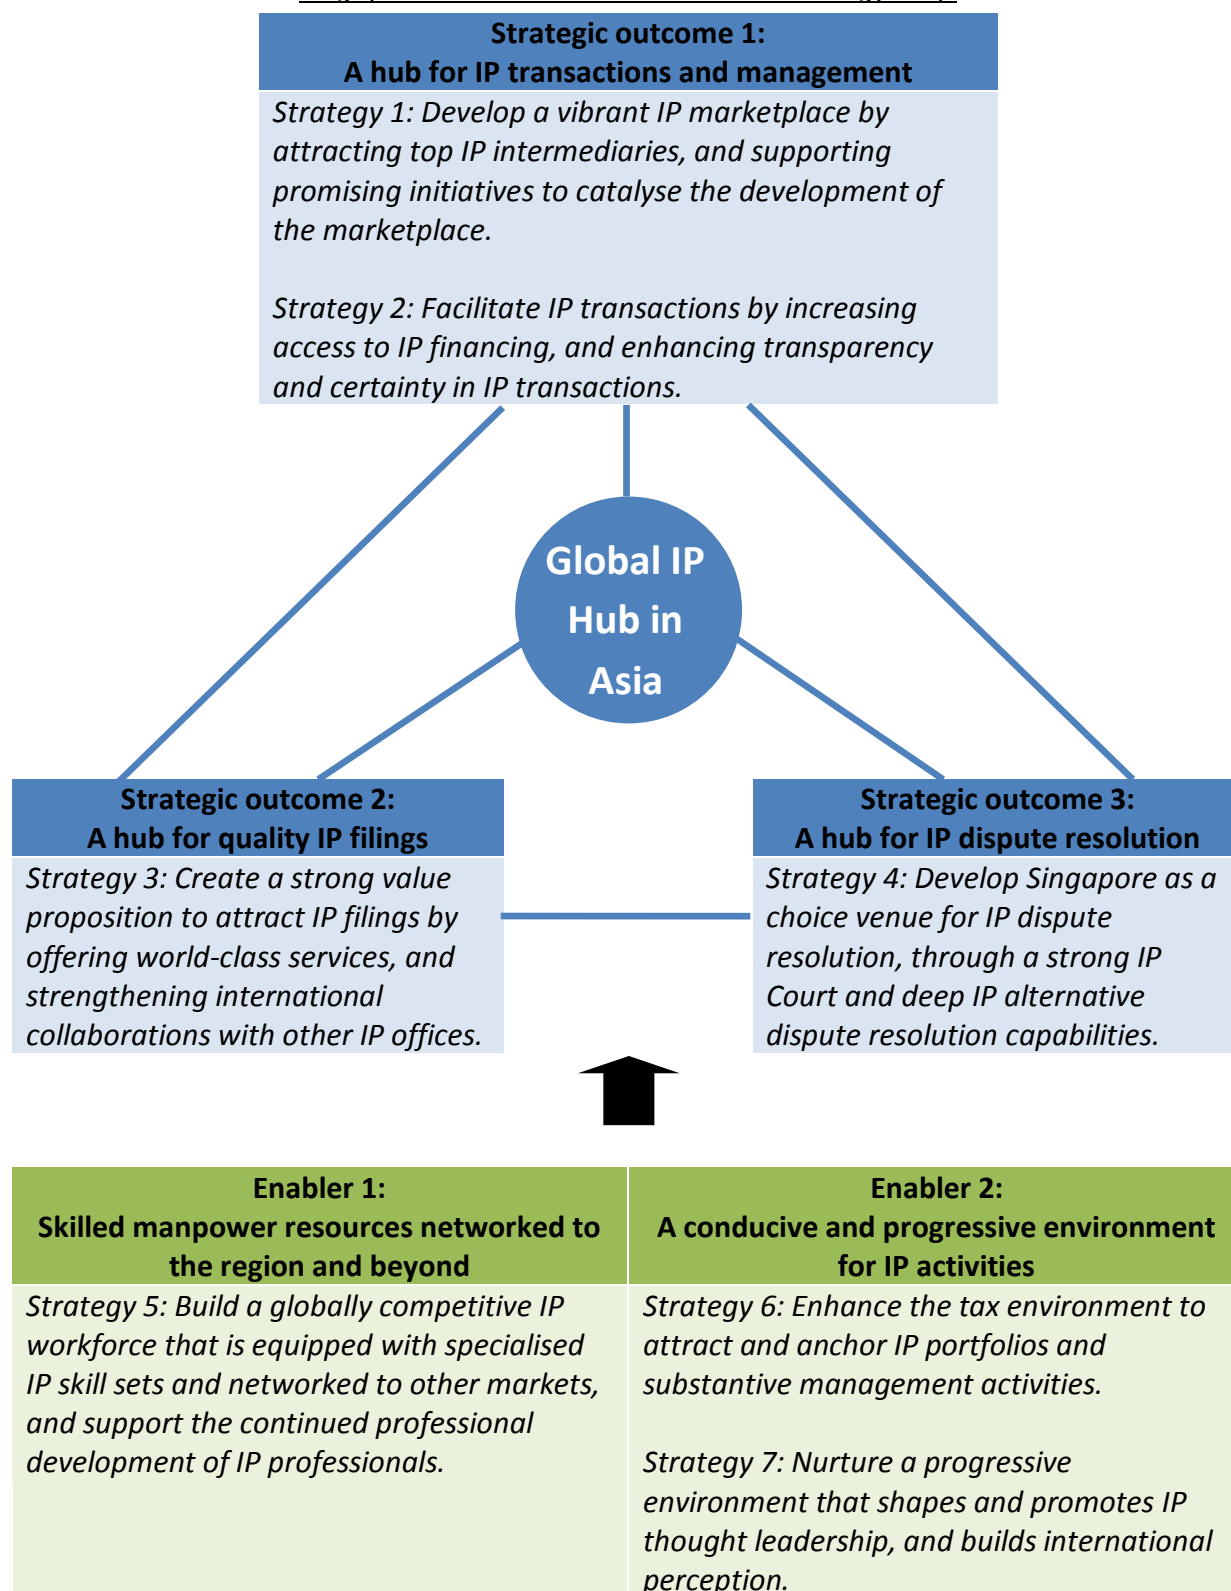 Strategic outcome 1:
A hub for IP transactions and management
Strategy 1: Develop a vibrant IP marketplace by
attracting top IP intermediaries, and supporting
promising initiatives to catalyse the development of
the marketplace.
Strategy 2: Facilitate IP transactions by increasing
access to IP financing, and enhancing transparency
and certainty in IP transactions.
Global IP
Hub in
Asia
Strategic outcome 2:
A hub for quality IP filings
Strategy 3: Create a strong value
proposition to attract IP filings by
offering world-class services, and
strengthening international
collaborations with other IP offices.
Strategic outcome 3:
A hub for IP dispute resolution
Strategy 4: Develop Singapore as a
choice venue for IP dispute
resolution, through a strong IP
Court and deep IP alternative
dispute resolution capabilities.
Enabler 1:
Skilled manpower resources networked to
the region and beyond
Strategy 5: Build a globally competitive IP
workforce that is equipped with specialised
IP skill sets and networked to other markets,
and support the continued professional
development of IP professionals.
Enabler 2:
A conducive and progressive environment
for IP activities
Strategy 6: Enhance the tax environment to
attract and anchor IP portfolios and
substantive management activities.
Strategy 7: Nurture a progressive
environment that shapes and promotes IP
thought leadership, and builds international
perception.